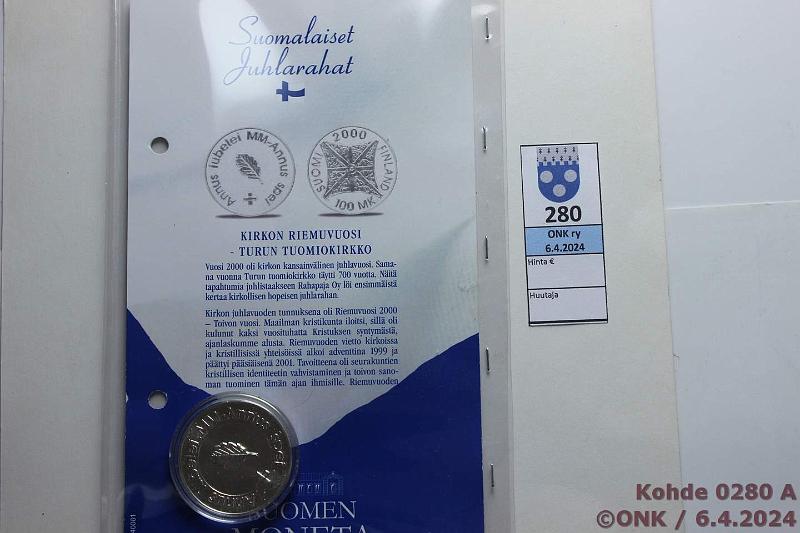 Suomalaiset
Juhlarahat
Annus iubelei MM-Annus spei
2000
SUOMI FINLAND
100 MK
KIRKON RIEMUVUOSI
- TURUN TUOMIOKIRKKO
Vuosi 2000 oli kirkon kansainvälinen juhlavuosi. Sama-
na vuonna Turun tuomiokirkko täytti 700 vuotta. Näitä
tapahtumia juhlistaakseen Rahapaja Oy löi ensimmäistä
kertaa kirkollisen hopeisen juhlarahan.
Kirkon juhlavuoden tunnuksena oli Riemuvuosi 2000
– Toivon vuosi. Maailman kristikunta iloitsi, sillä oli
kulunut kaksi vuosituhatta Kristuksen syntymästä,
ajanlaskumme alusta. Riemuvuoden vietto kirkoissa
ja kristillisissä yhteisöissä alkoi adventtina 1999 ja
päättyi pääsiäisenä 2001. Tavoitteena oli seurakuntien
kristillisen identiteetin vahvistaminen ja toivon sano-
man tuominen tämän ajan ihmisille. Riemuvuoden
Annus iubelei MM-Annus spei
SUOMEN
MONETA
280
ONK ry
6.4.2024
Hinta €
Huutaja
Kohde 0280 A
©ONK / 6.4.2024